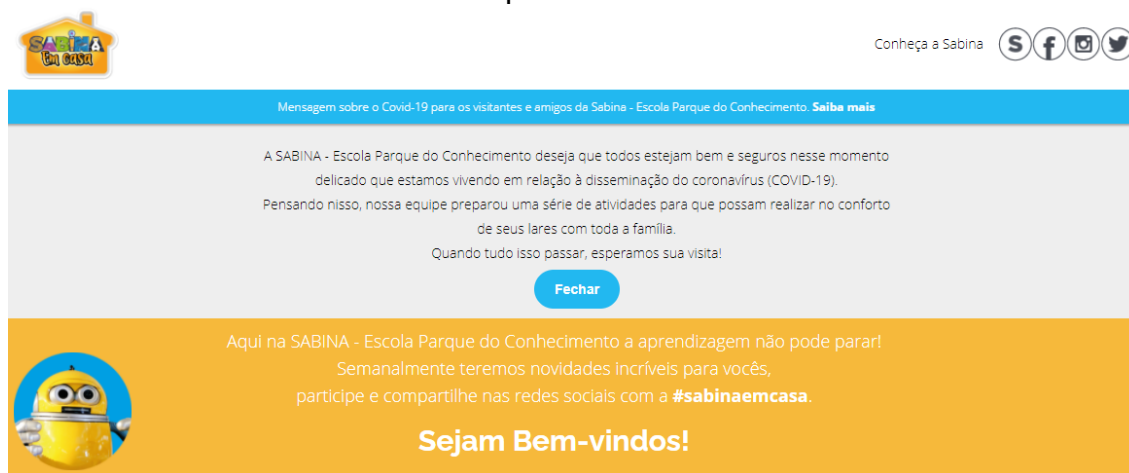 SABiNA
Em casa
Conheça a Sabina
Mensagem sobre o Covid-19 para os visitantes e amigos da Sabina - Escola Parque do Conhecimento. Saiba mais
A SABINA - Escola Parque do Conhecimento deseja que todos estejam bem e seguros nesse momento
delicado que estamos vivendo em relação à disseminação do coronavírus (COVID-19).
Pensando nisso, nossa equipe preparou uma série de atividades para que possam realizar no conforto
de seus lares com toda a família.
Quando tudo isso passar, esperamos sua visita!
Fechar
Aqui na SABINA - Escola Parque do Conhecimento a aprendizagem não pode parar!
Semanalmente teremos novidades incríveis para vocês,
participe e compartilhe nas redes sociais com a #sabinaemcasa.
Sejam Bem-vindos!